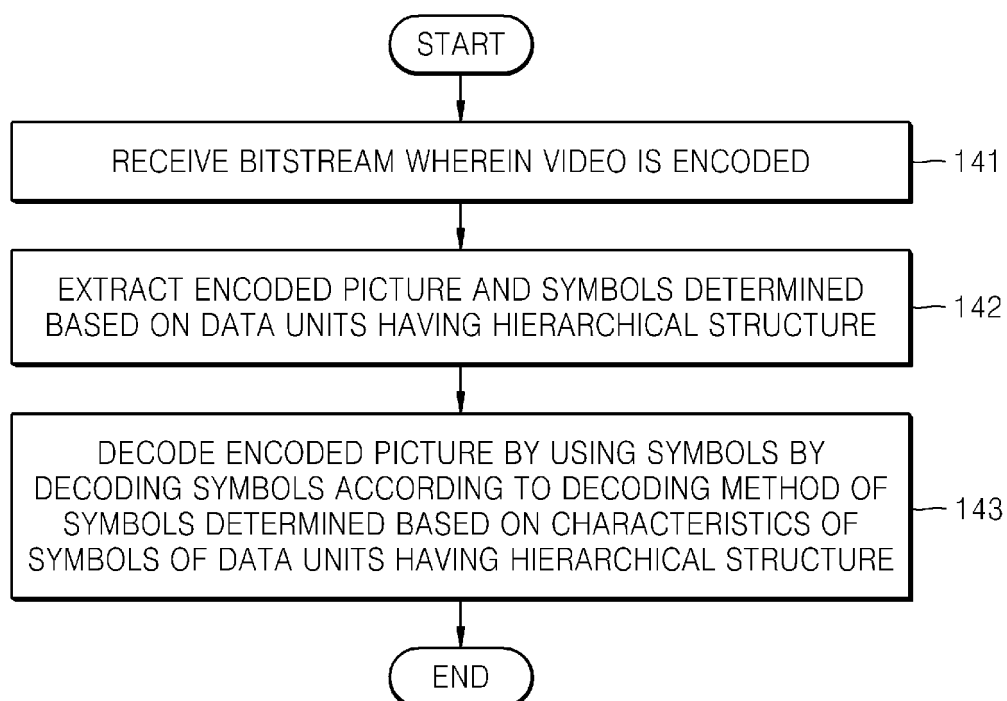 START
RECEIVE BITSTREAM WHEREIN VIDEO IS ENCODED
141
EXTRACT ENCODED PICTURE AND SYMBOLS DETERMINED
BASED ON DATA UNITS HAVING HIERARCHICAL STRUCTURE
142
DECODE ENCODED PICTURE BY USING SYMBOLS BY
DECODING SYMBOLS ACCORDING TO DECODING METHOD OF
SYMBOLS DETERMINED BASED ON CHARACTERISTICS OF
SYMBOLS OF DATA UNITS HAVING HIERARCHICAL STRUCTURE
143
END